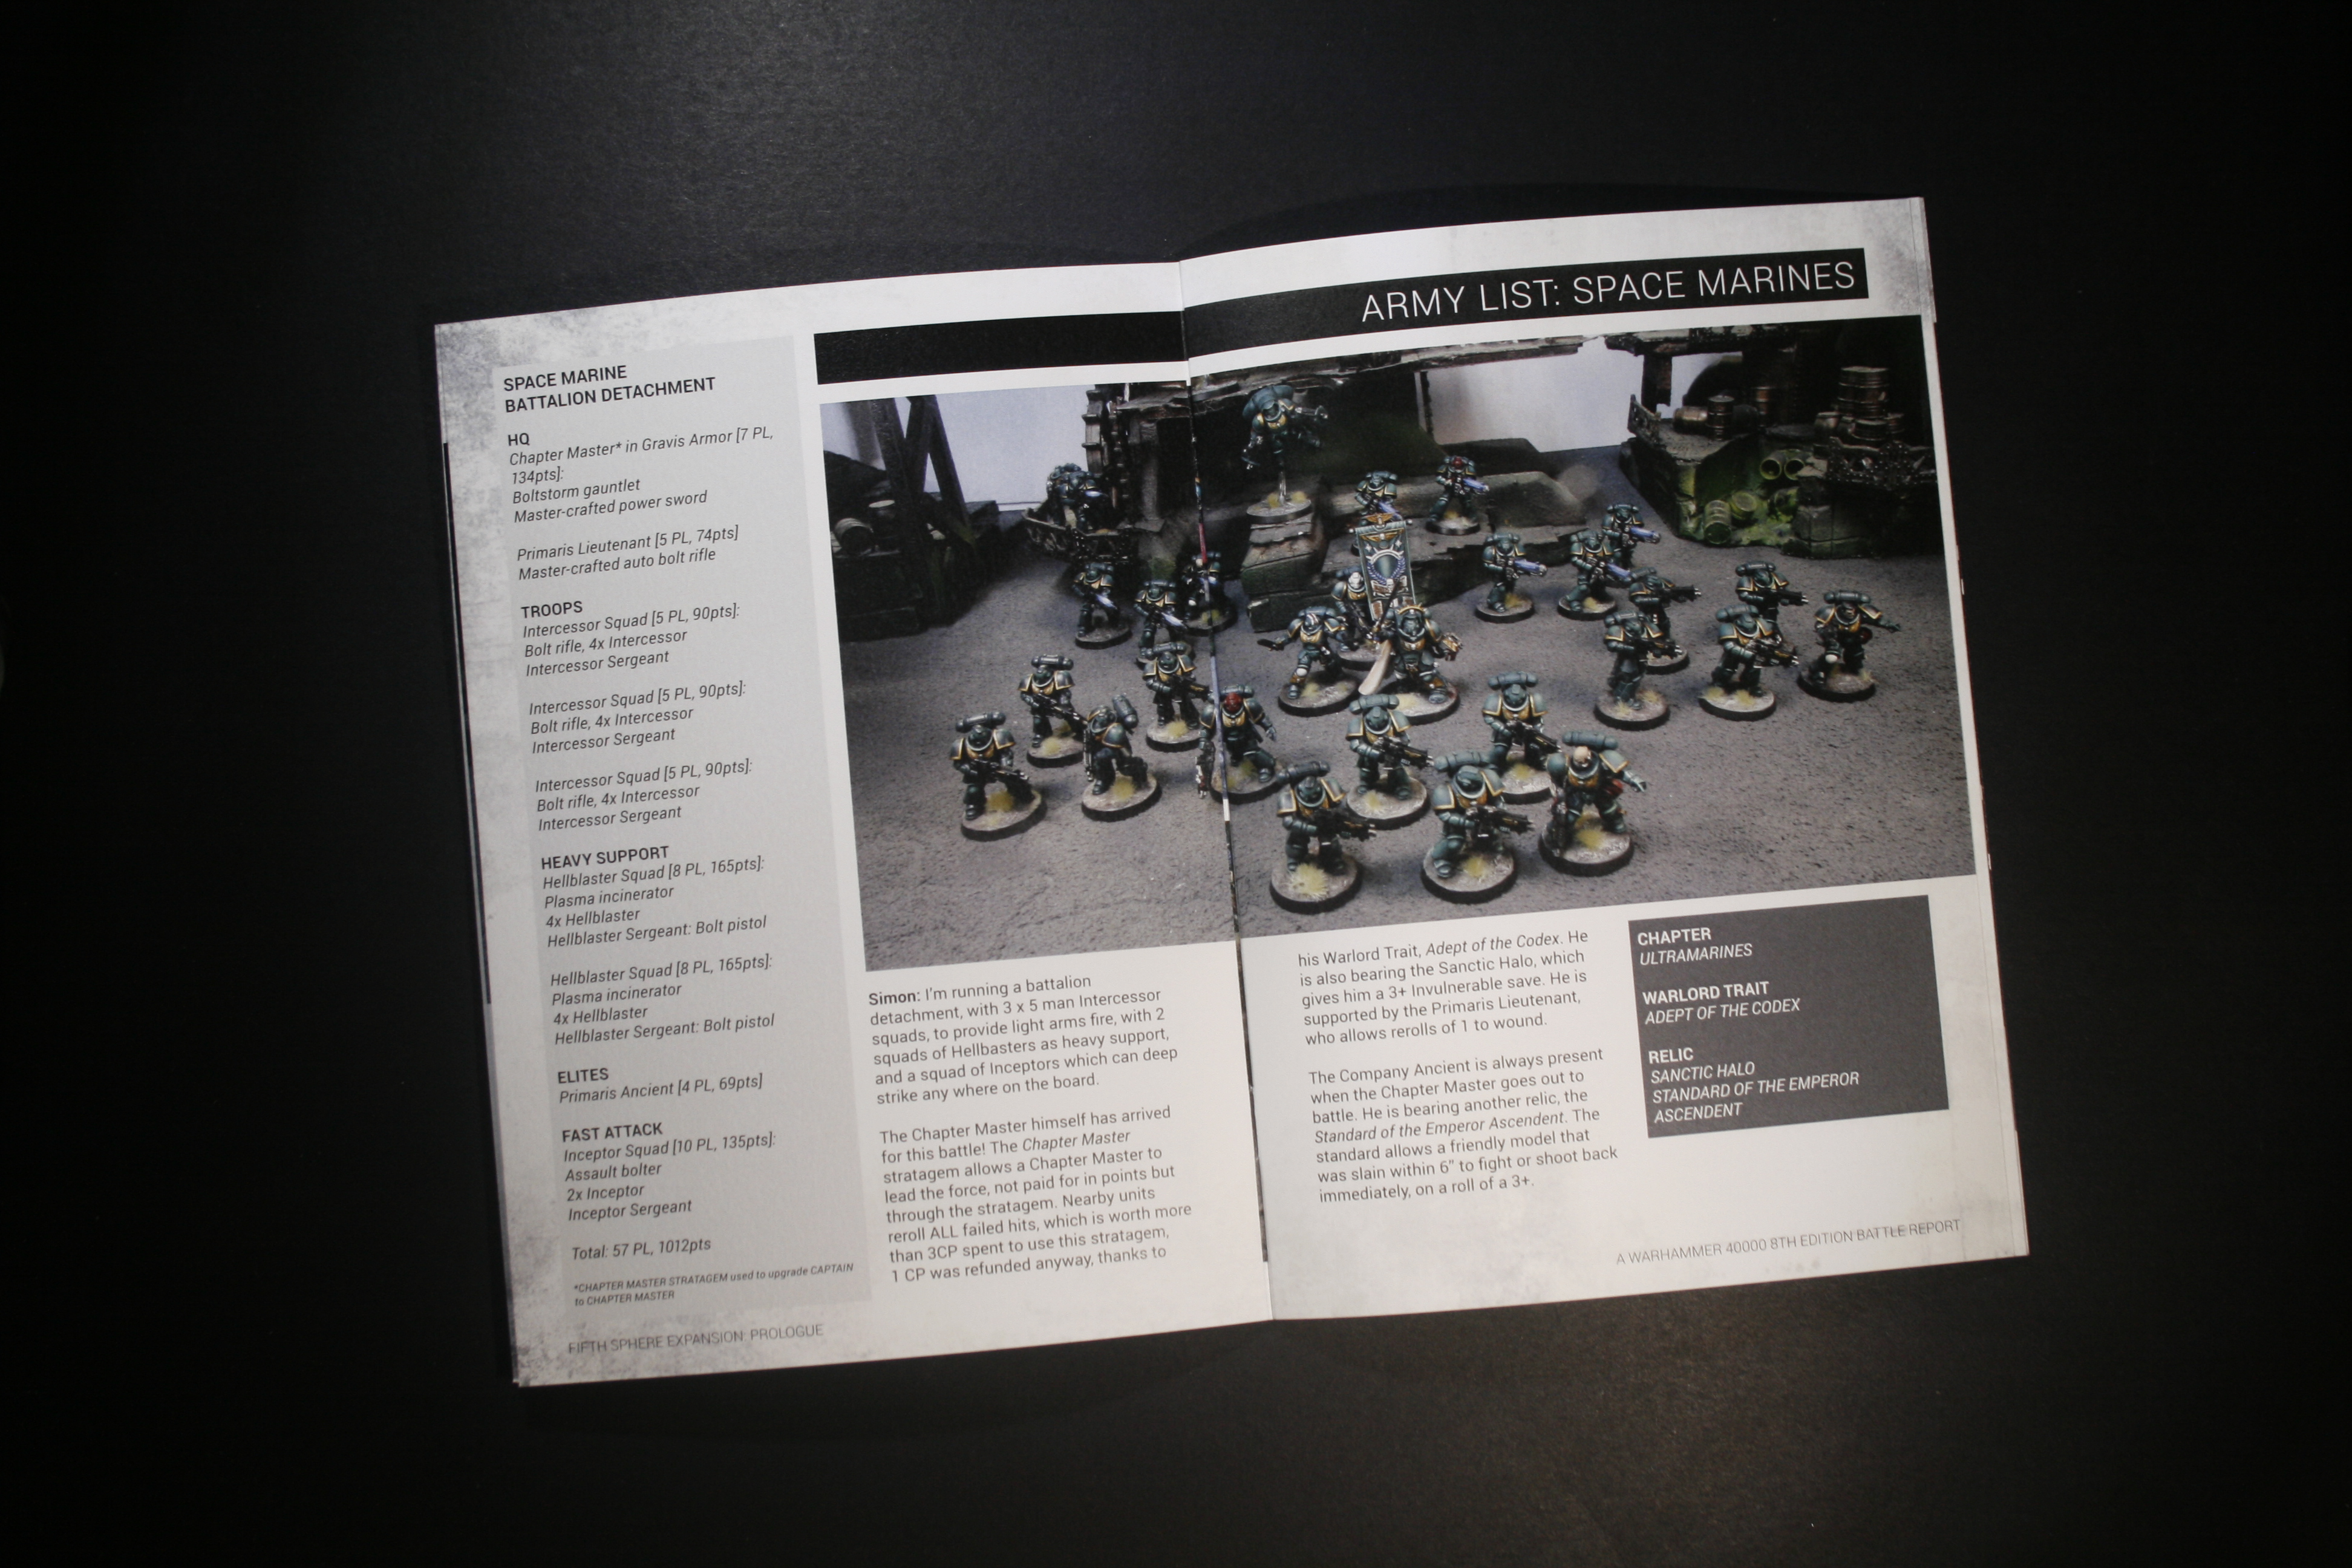 ARMY LIST: SPACE MARINES
SPACE MARINE
BATTALION DETACHMENT
HQ
Chapter Master* in Gravis Armor [7 PL,
134pts]:
Boltstorm gauntlet
Master-crafted power sword
Primaris Lieutenant [5 PL, 74pts]
Master-crafted auto bolt rifle
TROOPS
Intercessor Squad [5 PL, 90pts]:
Bolt rifle, 4x Intercessor
Intercessor Sergeant
Intercessor Squad [5 PL, 90pts]:
Bolt rifle, 4x Intercessor
Intercessor Sergeant
Intercessor Squad [5 PL, 90pts]:
Bolt rifle, 4x Intercessor
Intercessor Sergeant
HEAVY SUPPORT
Hellblaster Squad [8 PL, 165pts]:
Plasma incinerator
4x Hellblaster
Hellblaster Sergeant: Bolt pistol
Hellblaster Squad [8 PL, 165pts]:
Plasma incinerator
4x Hellblaster
Hellblaster Sergeant: Bolt pistol
ELITES
Primaris Ancient [4 PL, 69pts]
FAST ATTACK
Inceptor Squad [10 PL, 135pts]:
Assault bolter
2x Inceptor
Inceptor Sergeant
Total: 57 PL, 1012pts
*CHAPTER MASTER STRATAGEM used to upgrade CAPTAIN
to CHAPTER MASTER
FIFTH SPHERE EXPANSION: PROLOGUE
Simon: I'm running a battalion
detachment, with 3 x 5 man Intercessor
squads, to provide light arms fire, with 2
squads of Hellbasters as heavy support,
and a squad of Inceptors which can deep
strike any where on the board.
The Chapter Master himself has arrived
for this battle! The Chapter Master
stratagem allows a Chapter Master to
lead the force, not paid for in points but
through the stratagem. Nearby units
reroll ALL failed hits, which is worth more
than 3CP spent to use this stratagem,
1 CP was refunded anyway, thanks to
his Warlord Trait, Adept of the Codex. He
is also bearing the Sanctic Halo, which
gives him a 3+ Invulnerable save. He is
supported by the Primaris Lieutenant,
who allows rerolls of 1 to wound.
The Company Ancient is always present
when the Chapter Master goes out to
battle. He is bearing another relic, the
Standard of the Emperor Ascendent. The
standard allows a friendly model that
was slain within 6" to fight or shoot back
immediately, on a roll of a 3+.
CHAPTER
ULTRAMARINES
WARLORD TRAIT
ADEPT OF THE CODEX
RELIC
SANCTIC HALO
STANDARD OF THE EMPEROR
ASCENDENT
A WARHAMMER 40000 8TH EDITION BATTLE REPORT